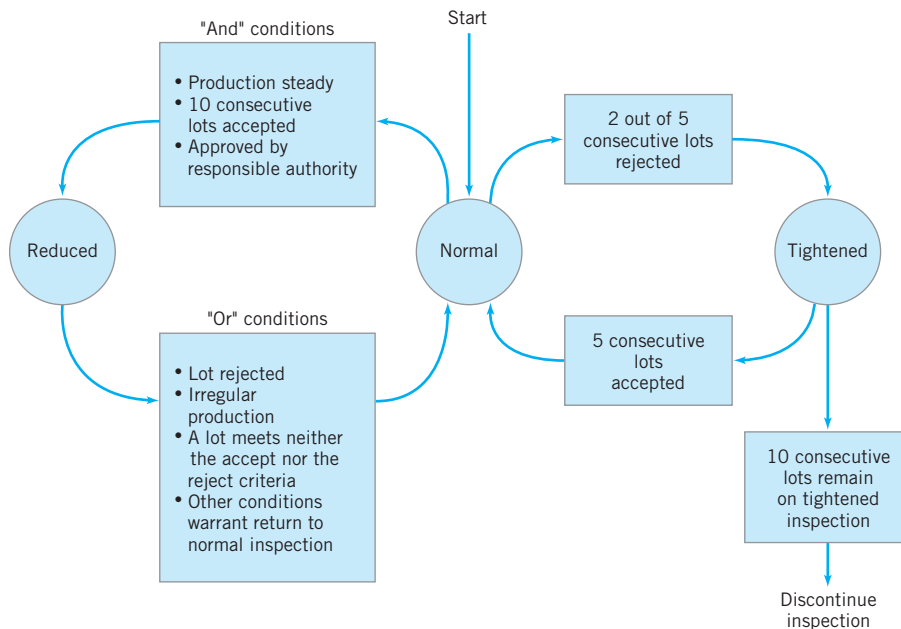 Start
"And" conditions
• Production steady
• 10 consecutive
lots accepted
• Approved by
responsible authority
2 out of 5
consecutive lots
rejected
Reduced
Normal
Tightened
"Or" conditions
• Lot rejected
• Irregular
production
• A lot meets neither
the accept nor the
reject criteria
• Other conditions
warrant return to
normal inspection
5 consecutive
lots
accepted
10 consecutive
lots remain
on tightened
inspection
Discontinue
inspection